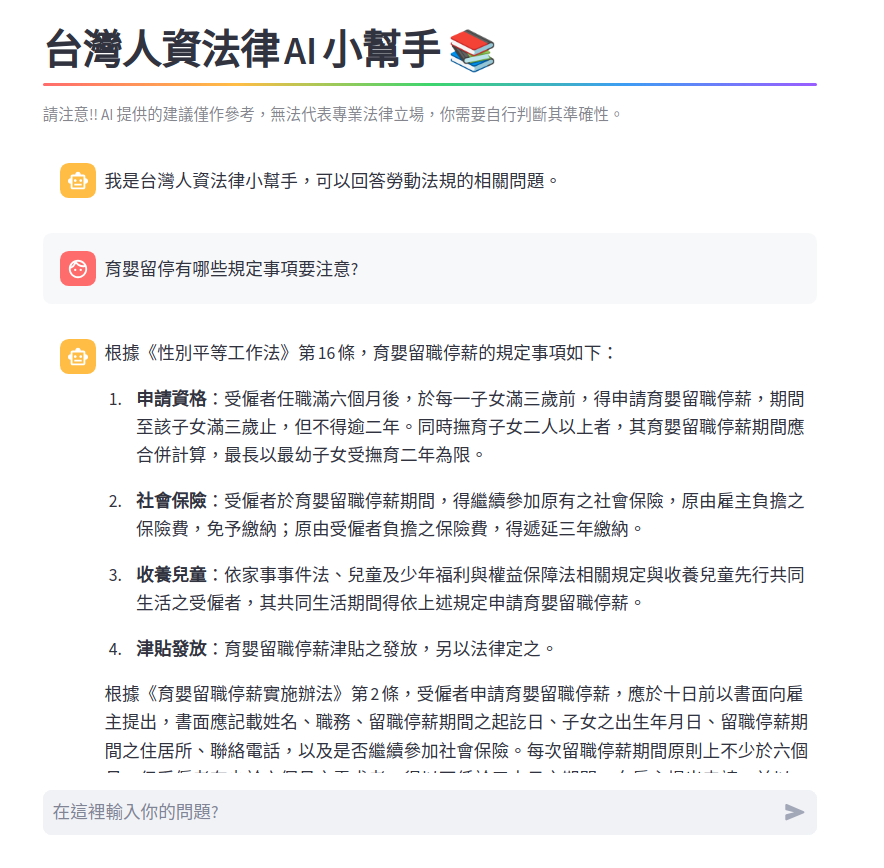 台灣人資法律 AI 小幫手
請注意!! AI 提供的建議僅作參考，無法代表專業法律立場，你需要自行判斷其準確性。
我是台灣人資法律小幫手，可以回答勞動法規的相關問題。
育嬰留停有哪些規定事項要注意?
根據《性別平等工作法》第 16 條，育嬰留職停薪的規定事項如下：
1. 申請資格：受僱者任職滿六個月後，於每一子女滿三歲前，得申請育嬰留職停薪，期間
至該子女滿三歲止，但不得逾二年。同時撫育子女二人以上者，其育嬰留職停薪期間應
合併計算，最長以最幼子女受撫育二年為限。
2. 社會保險：受僱者於育嬰留職停薪期間，得繼續參加原有之社會保險，原由雇主負擔之
保險費，免予繳納；原由受僱者負擔之保險費，得遞延三年繳納。
3. 收養兒童：依家事事件法、兒童及少年福利與權益保障法相關規定與收養兒童先行共同
生活之受僱者，其共同生活期間得依上述規定申請育嬰留職停薪。
4. 津貼發放：育嬰留職停薪津貼之發放，另以法律定之。
根據《育嬰留職停薪實施辦法》第 2 條，受僱者申請育嬰留職停薪，應於十日前以書面向雇
主提出，書面應記載姓名、職務、留職停薪期間之起訖日、子女之出生年月日、留職停薪期
間之住居所、聯絡電話，以及是否繼續參加社會保險。每次留職停薪期間原則上不少於六個
在這裡輸入你的問題?